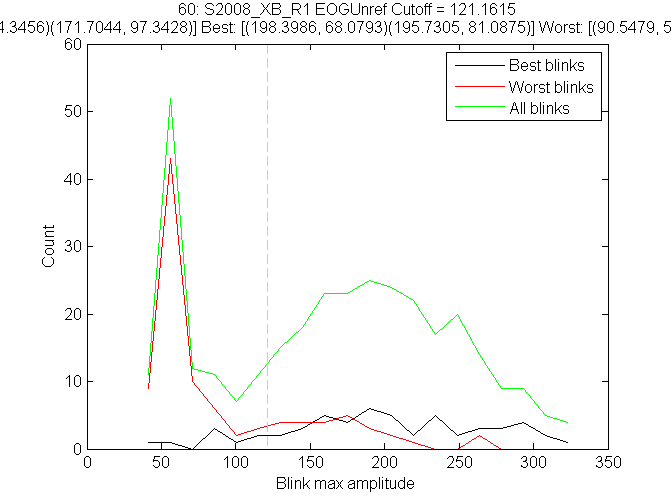 60: S2008_XB_R1 EOGUnref Cutoff = 121.1615
4.3456)(171.7044, 97.3428)] Best: [(198.3986, 68.0793)(195.7305, 81.0875)] Worst: [(90.5479, 5
60
50
40
30
20
10
0
Count
Best blinks
Worst blinks
All blinks
0 50 100 150 200 250 300 350
Blink max amplitude